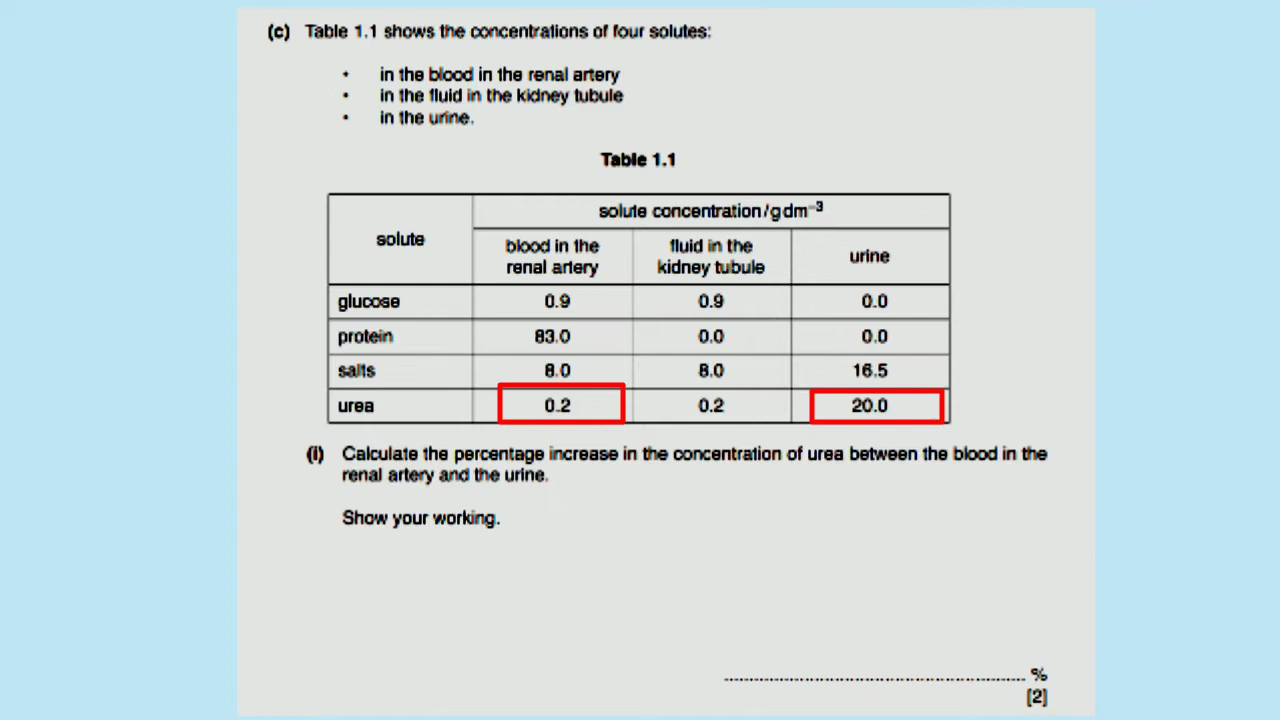 (c) Table 1.1 shows the concentrations of four solutes:
• in the blood in the renal artery
• in the fluid in the kidney tubule
• in the urine.
Table 1.1
solute concentration / g dm⁻³
solute
blood in the renal artery
fluid in the kidney tubule
urine
glucose 0.9 0.9 0.0
protein 83.0 0.0 0.0
salts 8.0 8.0 16.5
urea 0.2 0.2 20.0
(i) Calculate the percentage increase in the concentration of urea between the blood in the
renal artery and the urine.
Show your working.
.......................................................... %
[2]